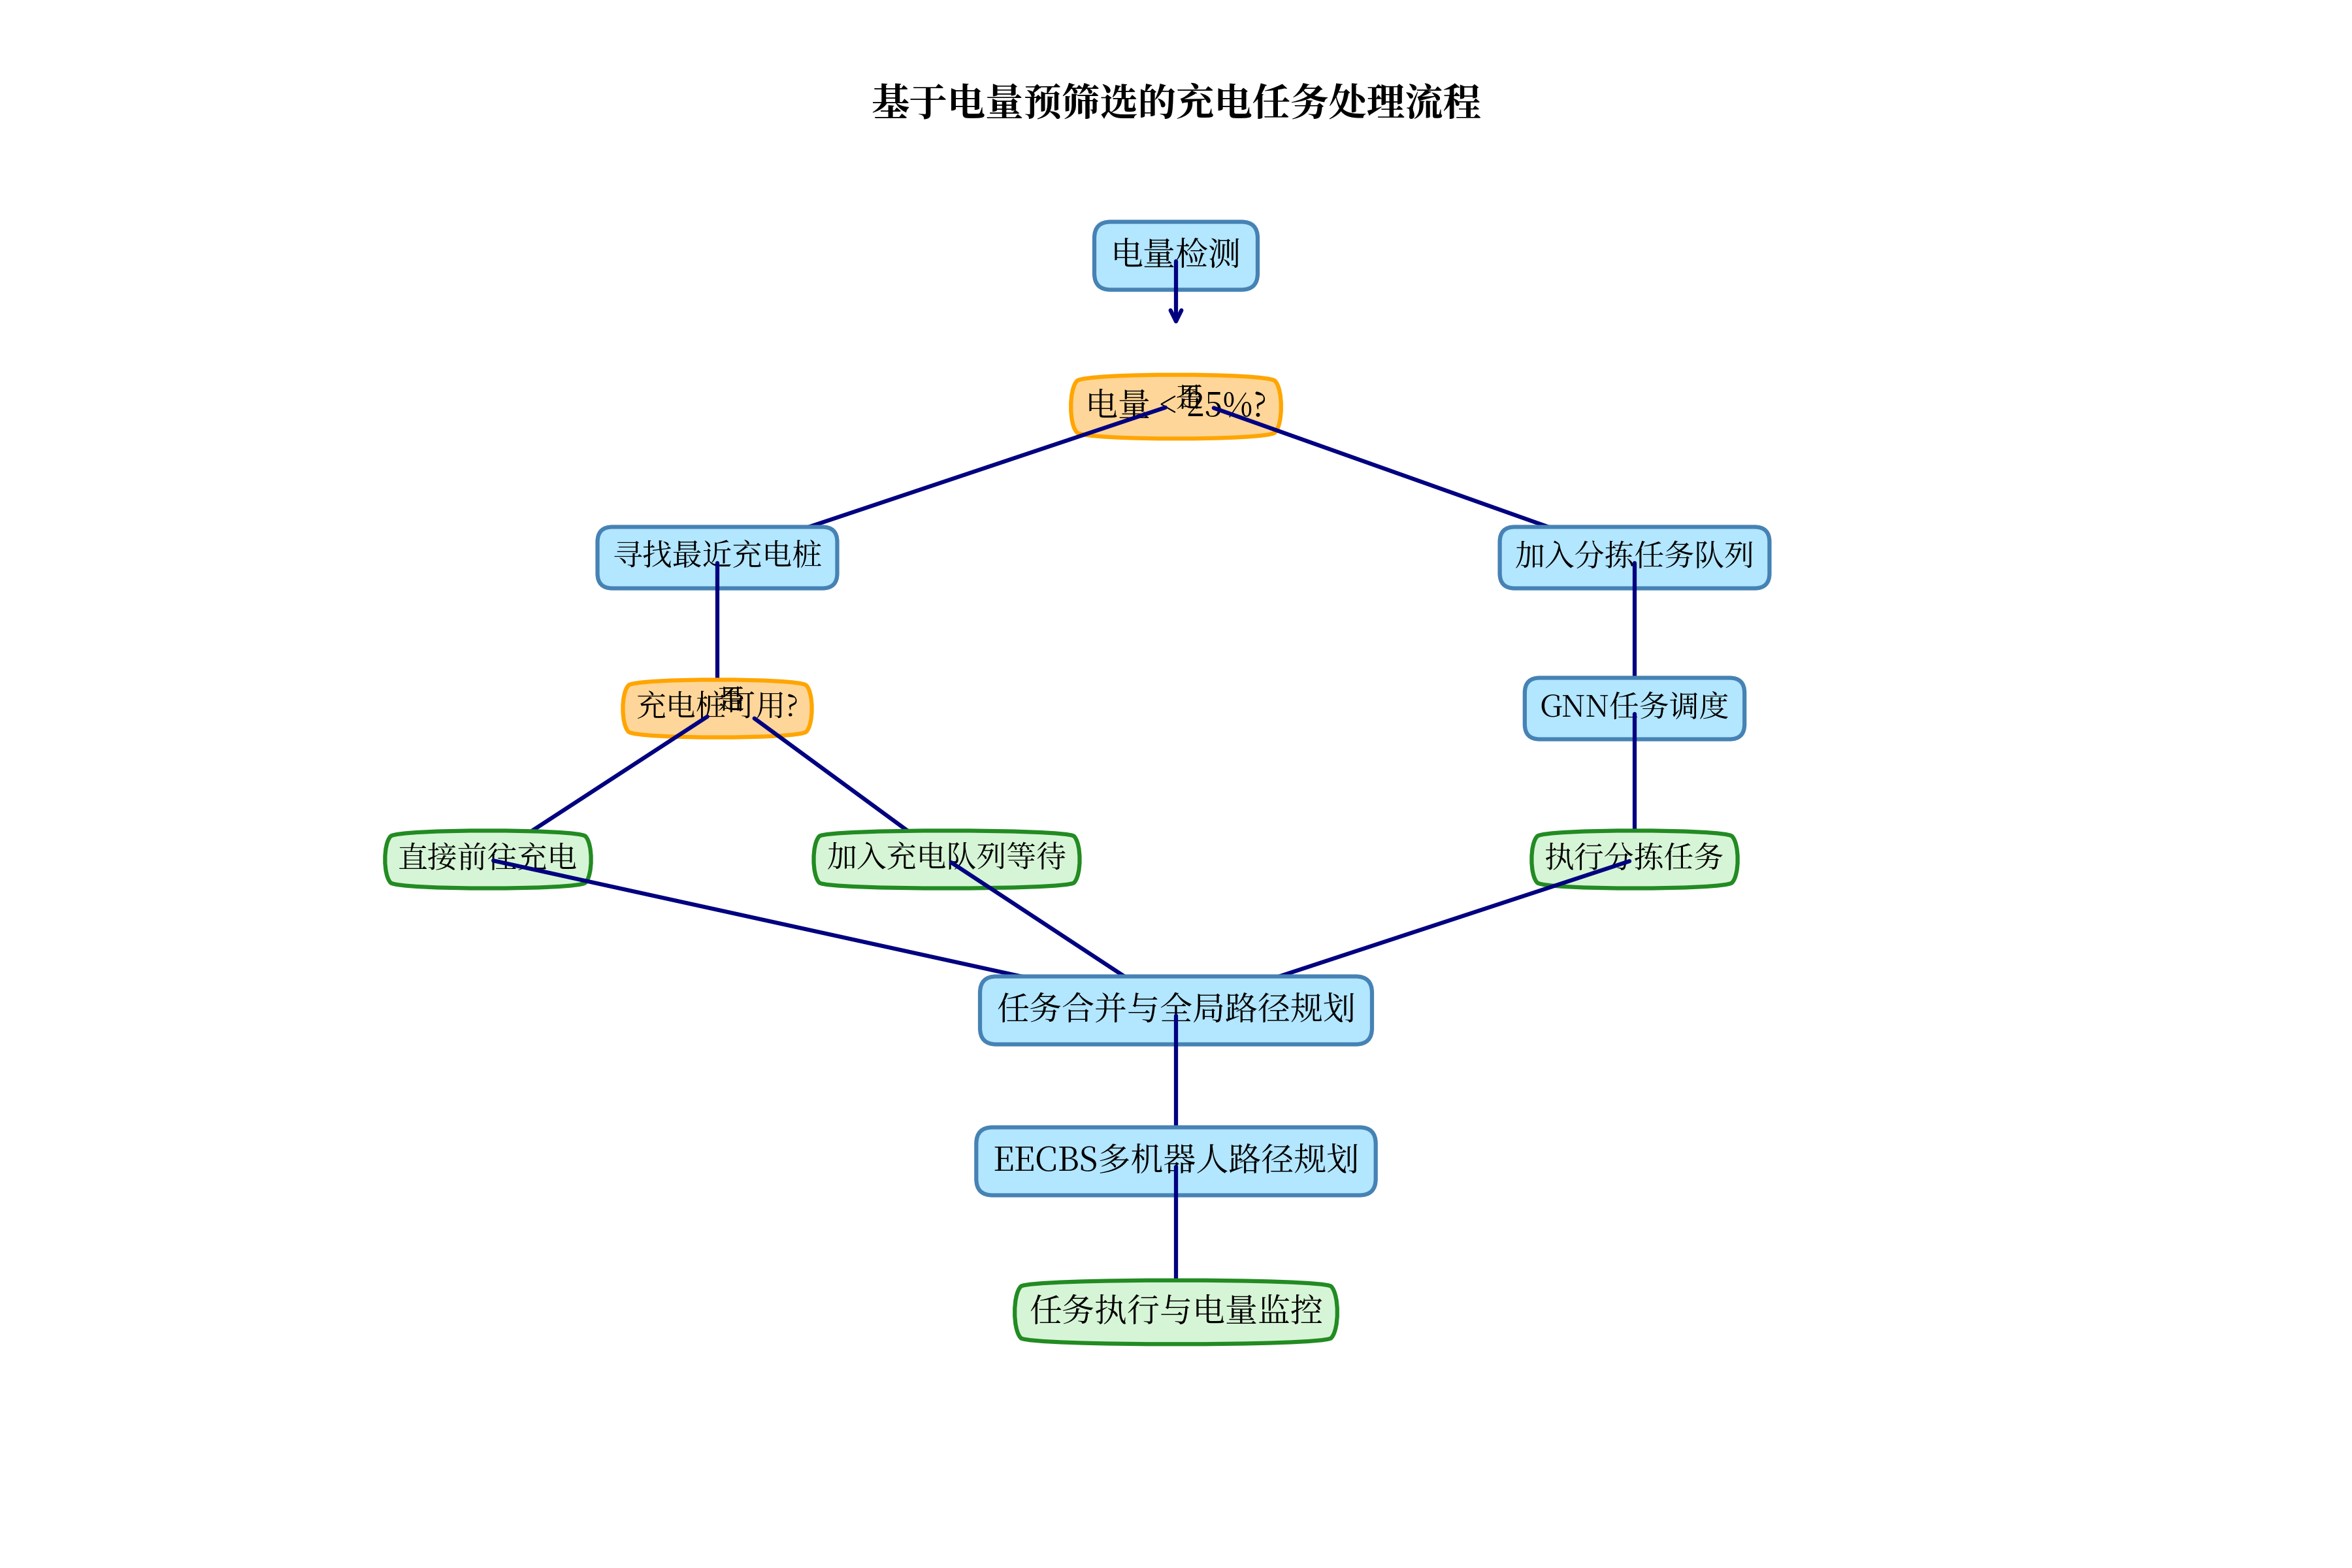 基于电量预筛选的充电任务处理流程
电量检测
电量 < 25%?
寻找最近充电桩
加入分拣任务队列
充电桩可用?
GNN任务调度
直接前往充电
加入充电队列等待
执行分拣任务
任务合并与全局路径规划
EECBS多机器人路径规划
任务执行与电量监控